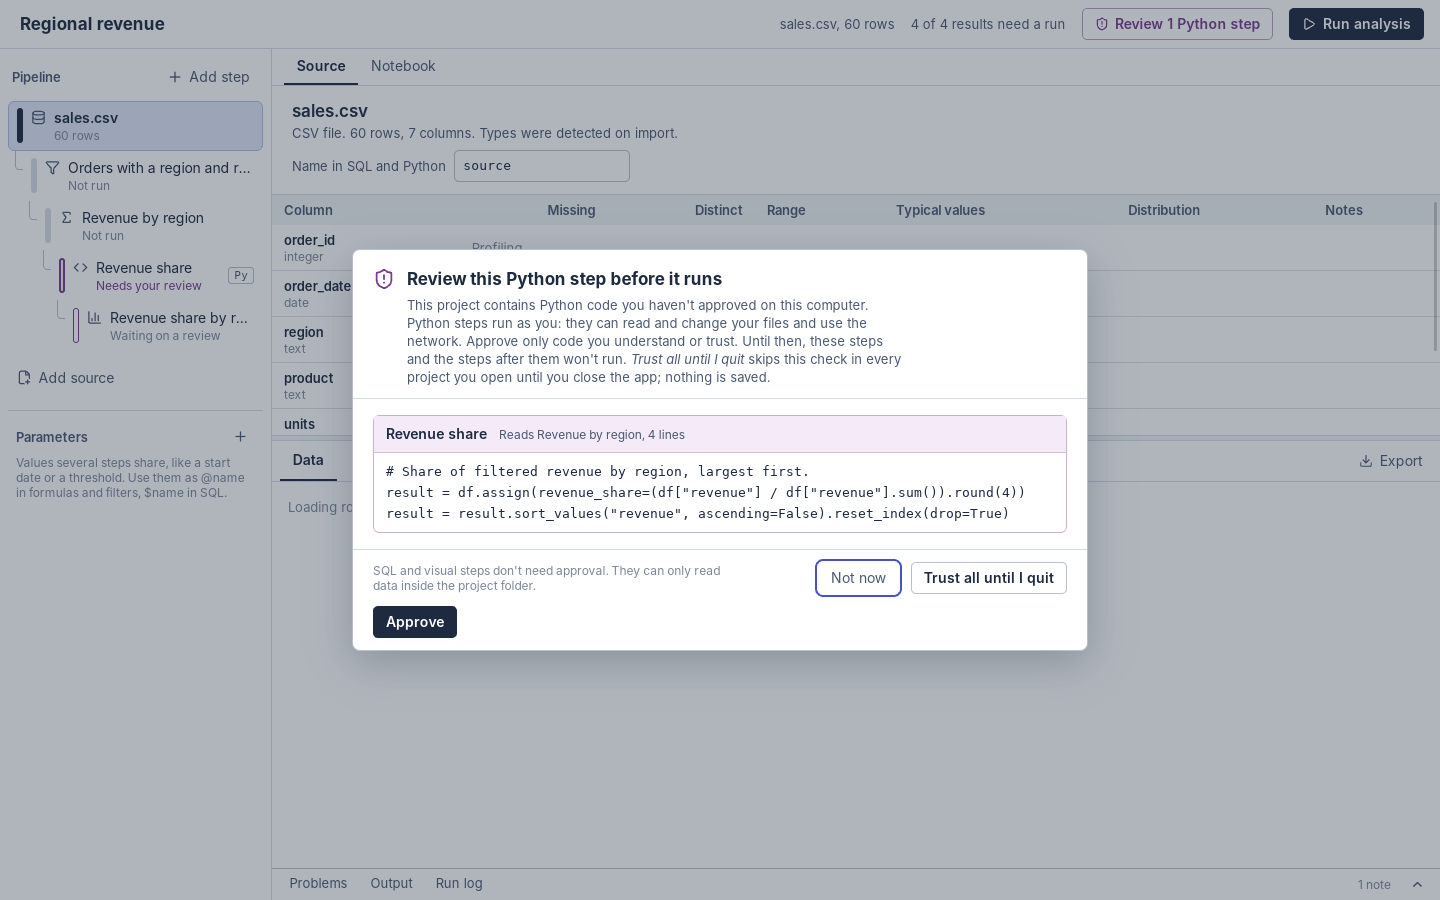 Regional revenue
sales.csv, 60 rows
4 of 4 results need a run
Review 1 Python step
Run analysis
Pipeline
Add step
sales.csv
60 rows
Orders with a region and r...
Not run
Revenue by region
Not run
Revenue share
Needs your review
Py
Revenue share by r...
Waiting on a review
Add source
Parameters
Values several steps share, like a start
date or a threshold. Use them as @name
in formulas and filters, $name in SQL.
Source
Notebook
sales.csv
CSV file. 60 rows, 7 columns. Types were detected on import.
Name in SQL and Python
source
Column
Missing
Distinct
Range
Typical values
Distribution
Notes
order_id
integer
Profiling
order_date
date
region
text
product
text
units
Data
Export
Loading
Review this Python step before it runs
This project contains Python code you haven't approved on this computer.
Python steps run as you: they can read and change your files and use the
network. Approve only code you understand or trust. Until then, these steps
and the steps after them won't run. Trust all until I quit skips this check in every
project you open until you close the app; nothing is saved.
Revenue share
Reads Revenue by region, 4 lines
# Share of filtered revenue by region, largest first.
result = df.assign(revenue_share=(df["revenue"] / df["revenue"].sum()).round(4))
result = result.sort_values("revenue", ascending=False).reset_index(drop=True)
SQL and visual steps don't need approval. They can only read
data inside the project folder.
Not now
Trust all until I quit
Approve
Problems
Output
Run log
1 note